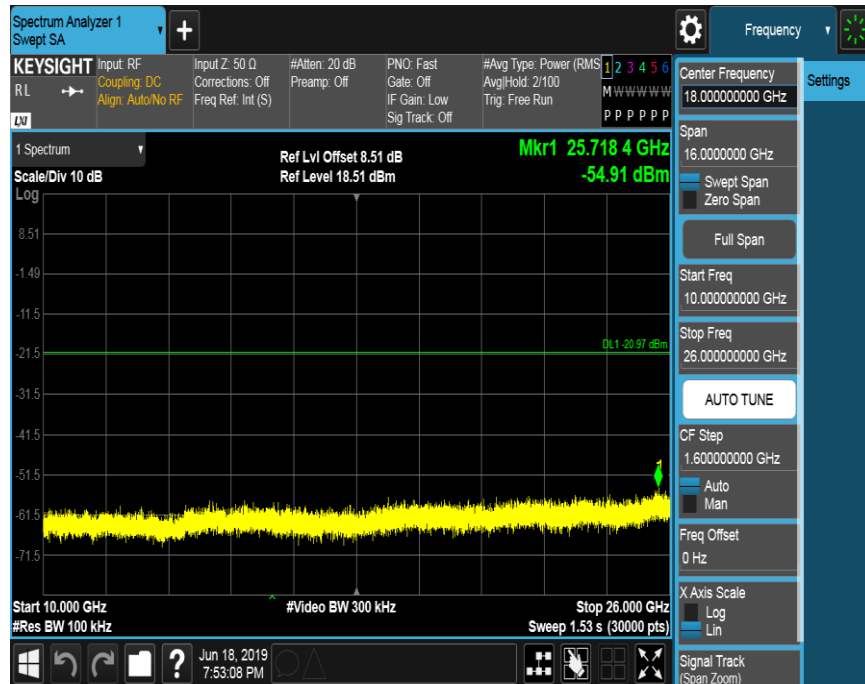 Spectrum Analyzer 1
Swept SA
+
Frequency
KEYSIGHT
RL
LXI
Input: RF
Coupling: DC
Align: Auto/No RF
Input Z: 50 Ω
Corrections: Off
Freq Ref: Int (S)
#Atten: 20 dB
Preamp: Off
PNO: Fast
Gate: Off
IF Gain: Low
Sig Track: Off
#Avg Type: Power (RMS
Avg|Hold: 2/100
Trig: Free Run
1 2 3 4 5 6
M W W W W W
P P P P P P
1 Spectrum
Scale/Div 10 dB
Log
Ref Lvl Offset 8.51 dB
Ref Level 18.51 dBm
Mkr1 25.718 4 GHz
-54.91 dBm
8.51
-1.49
-11.5
-21.5
DL1 -20.97 dBm
-31.5
-41.5
-51.5
1
-61.5
-71.5
Start 10.000 GHz
#Res BW 100 kHz
#Video BW 300 kHz
Stop 26.000 GHz
Sweep 1.53 s (30000 pts)
?
Jun 18, 2019
7:53:08 PM
Center Frequency
18.000000000 GHz
Span
16.0000000 GHz
Swept Span
Zero Span
Full Span
Start Freq
10.000000000 GHz
Stop Freq
26.000000000 GHz
AUTO TUNE
CF Step
1.600000000 GHz
Auto
Man
Freq Offset
0 Hz
X Axis Scale
Log
Lin
Signal Track
(Span Zoom)
Settings